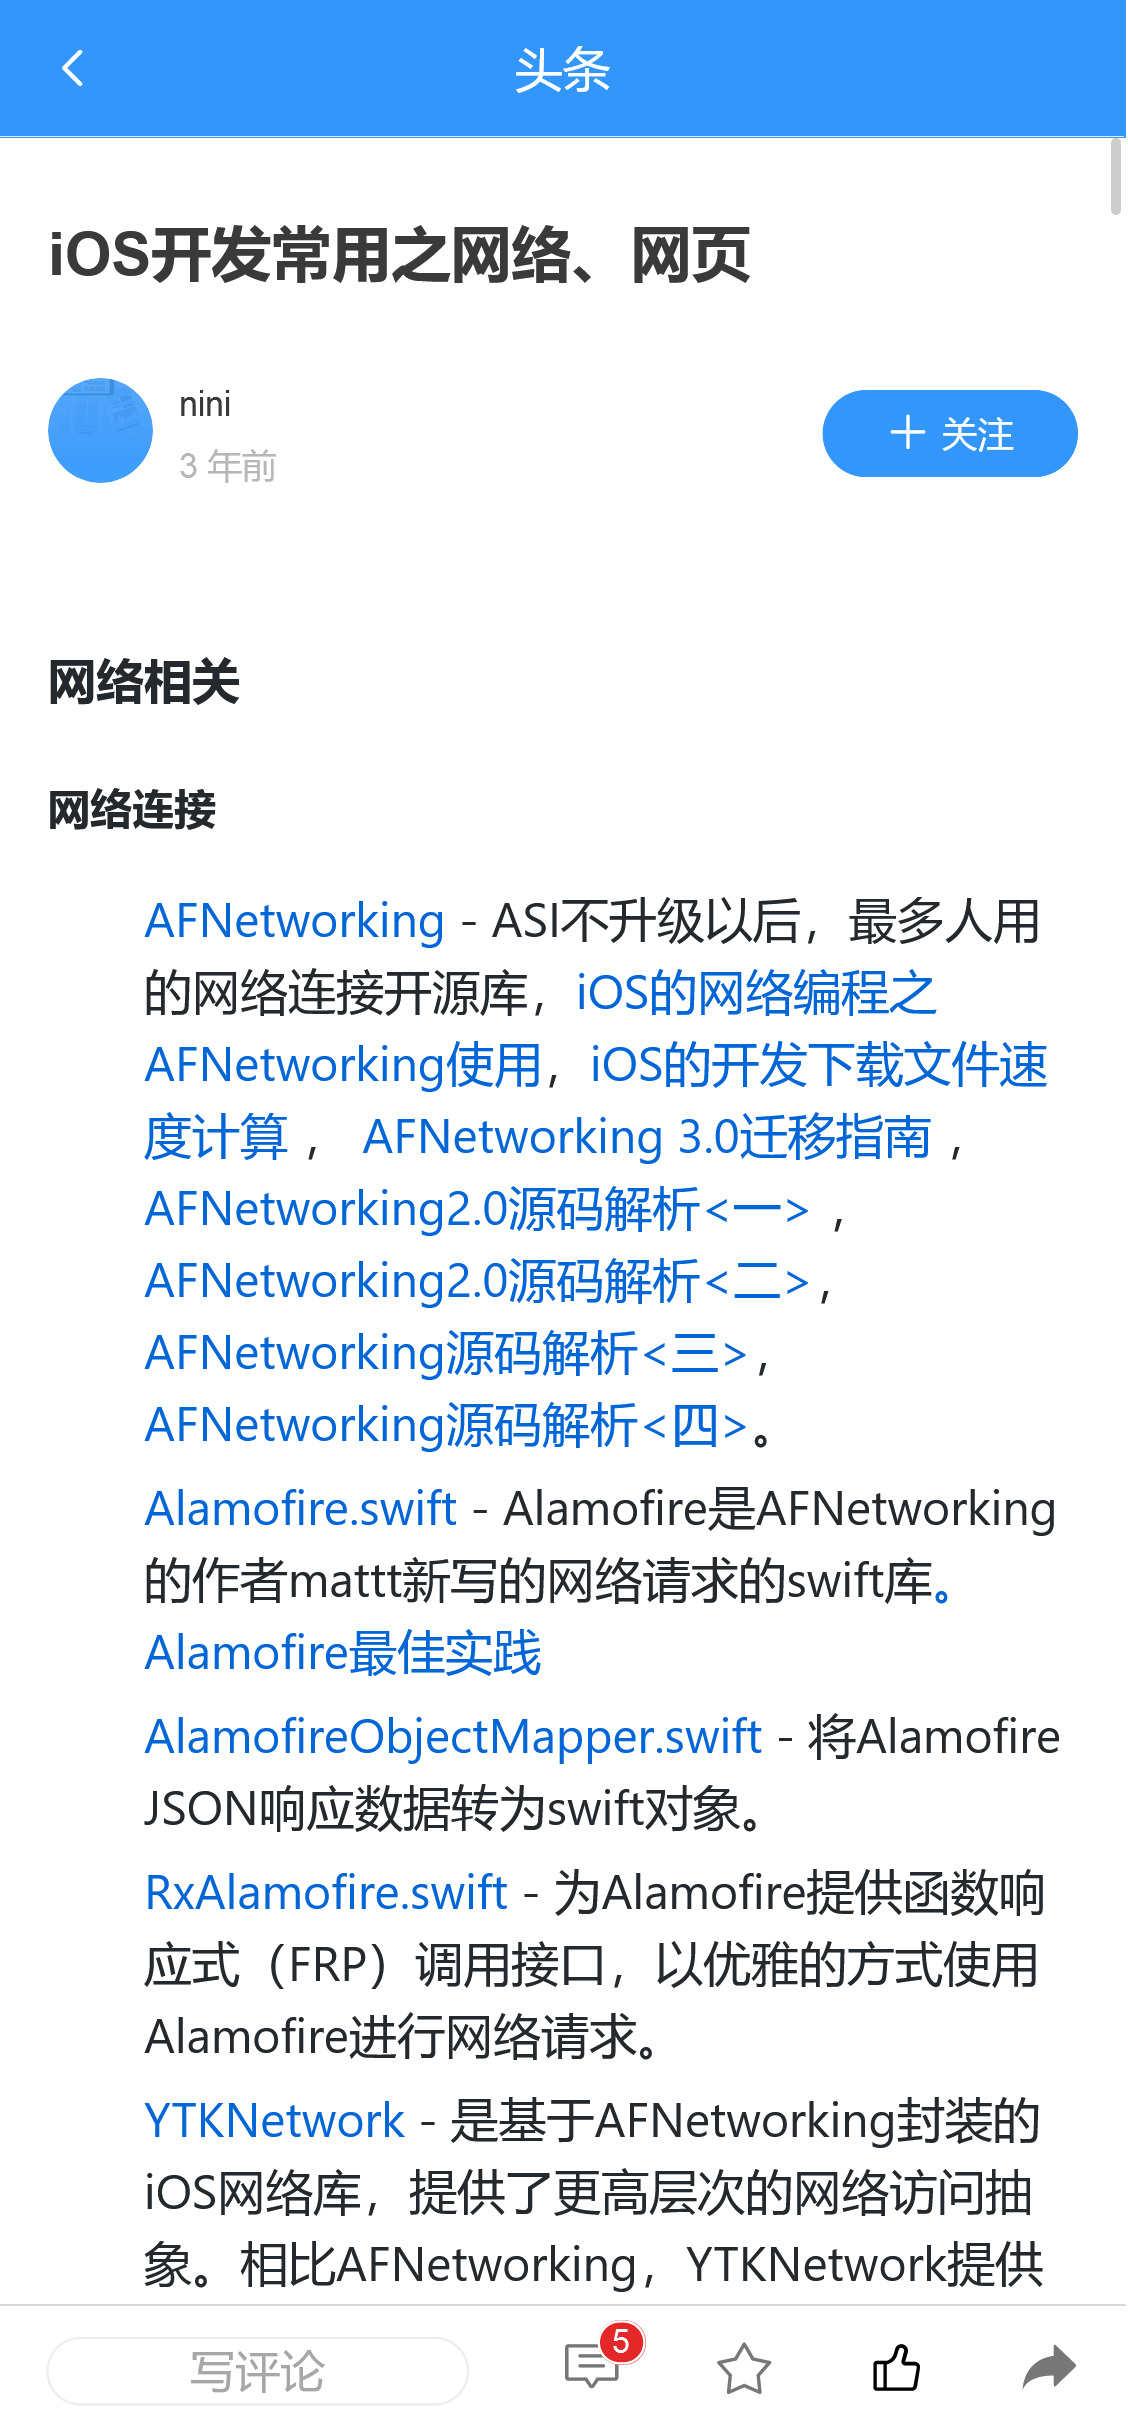 头条
iOS开发常用之网络、网页
nini
3 年前
关注
网络相关
网络连接
AFNetworking - ASI不升级以后，最多人用
的网络连接开源库，iOS的网络编程之
AFNetworking使用，iOS的开发下载文件速
度计算 ， AFNetworking 3.0迁移指南 ，
AFNetworking2.0源码解析<一> ，
AFNetworking2.0源码解析<二>，
AFNetworking源码解析<三>，
AFNetworking源码解析<四>。
Alamofire.swift - Alamofire是AFNetworking
的作者mattt新写的网络请求的swift库。
Alamofire最佳实践
AlamofireObjectMapper.swift - 将Alamofire
JSON响应数据转为swift对象。
RxAlamofire.swift - 为Alamofire提供函数响
应式（FRP）调用接口，以优雅的方式使用
Alamofire进行网络请求。
YTKNetwork - 是基于AFNetworking封装的
iOS网络库，提供了更高层次的网络访问抽
象。相比AFNetworking，YTKNetwork提供
写评论
5